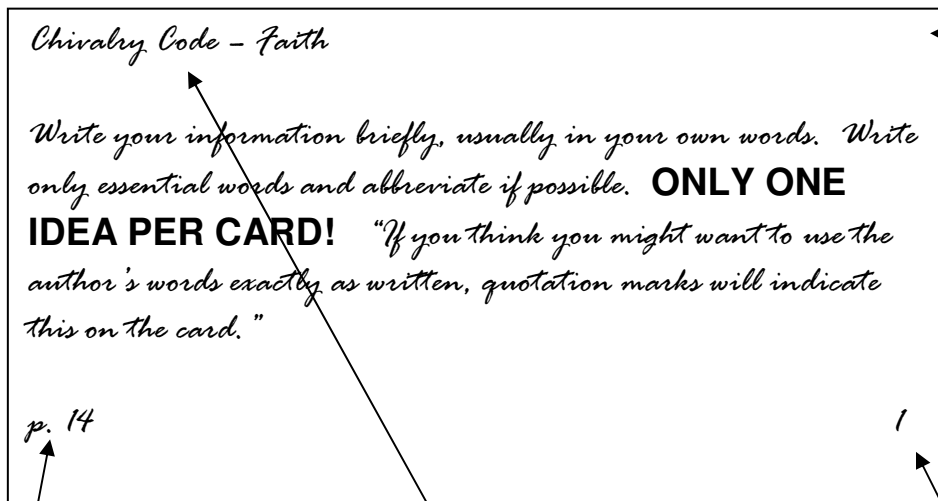 Chivalry Code – Faith
Write your information briefly, usually in your own words. Write
only essential words and abbreviate if possible. ONLY ONE
IDEA PER CARD! “If you think you might want to use the
author’s words exactly as written, quotation marks will indicate
this on the card.”
p. 14 1